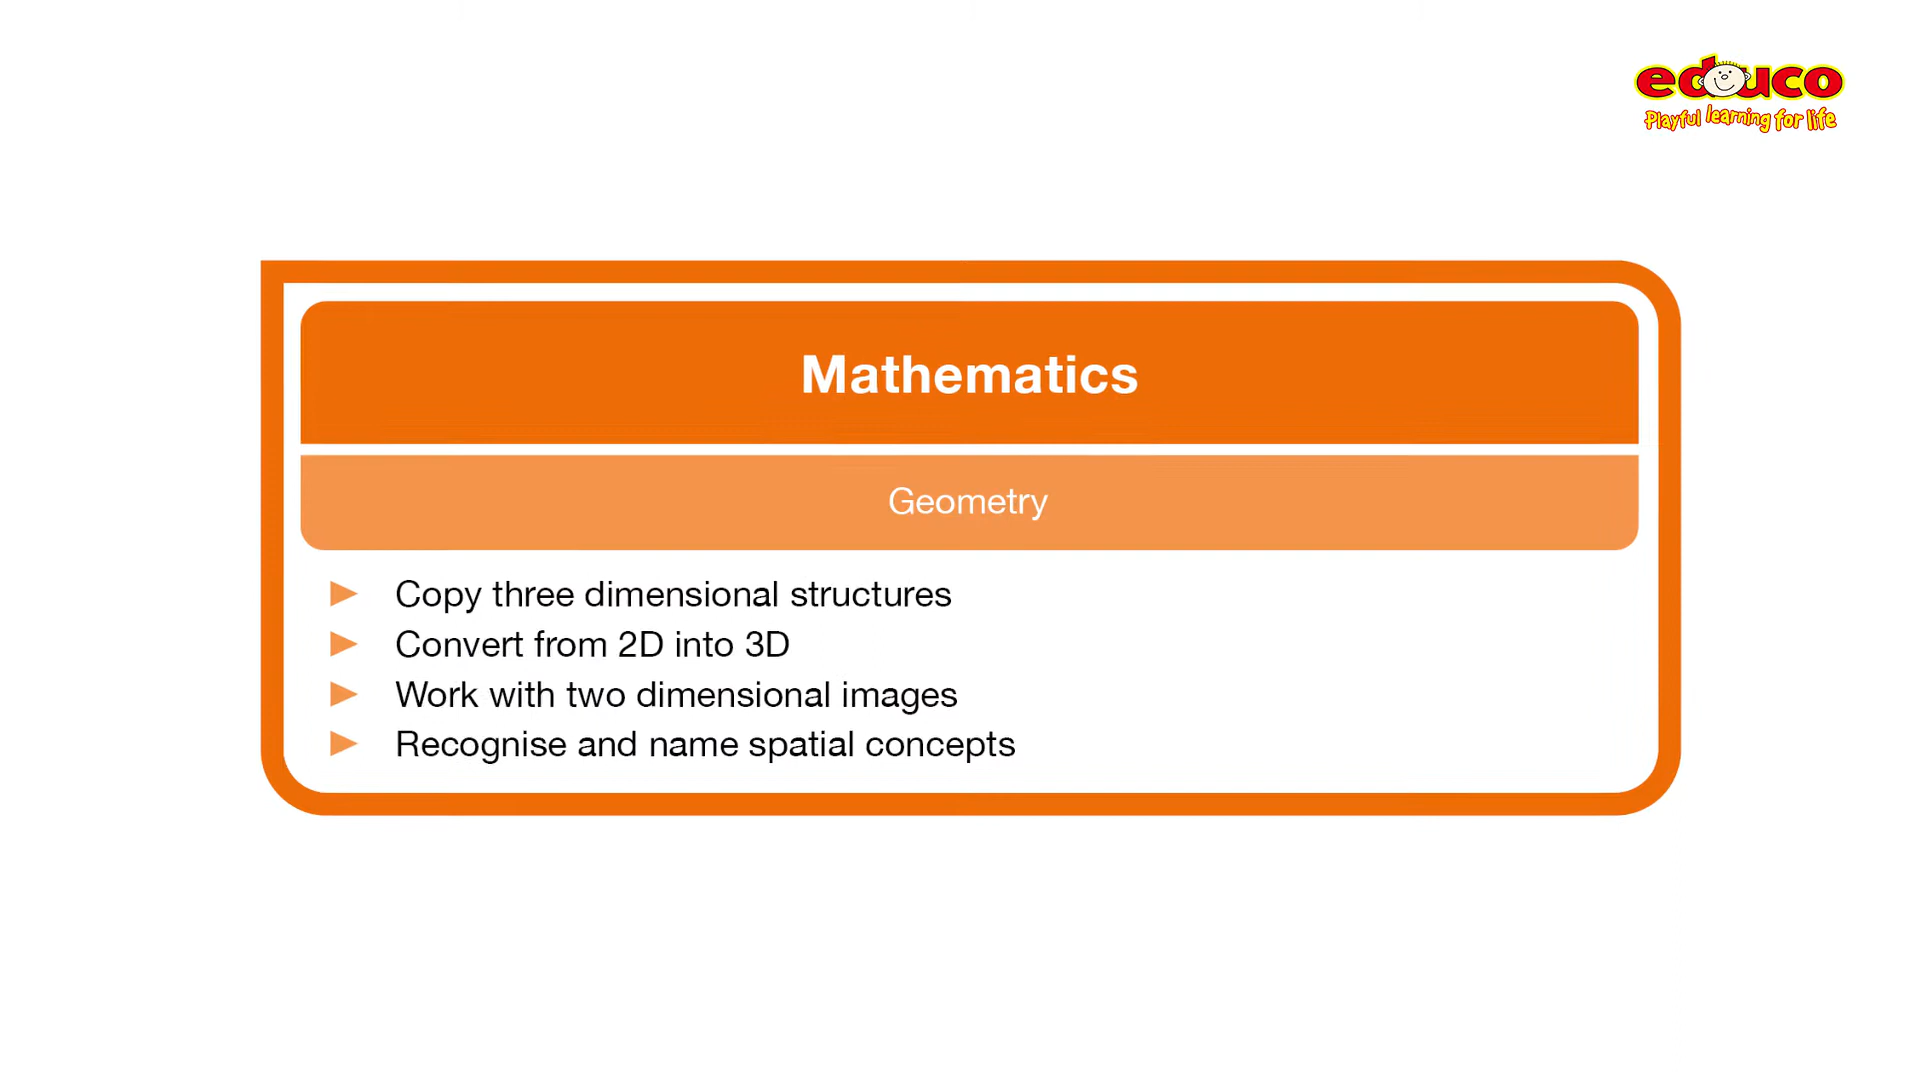 educo
Playful learning for life
Mathematics
Geometry
Copy three dimensional structures
Convert from 2D into 3D
Work with two dimensional images
Recognise and name spatial concepts